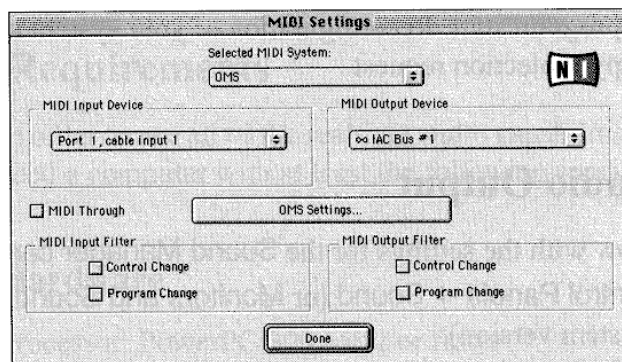 MIBI Settings
Selected MIDI System:
OMS
NI
MIDI Input Device
MIDI Output Device
Port 1, cable input 1
∞ IAC Bus #1
MIDI Through
OMS Settings...
MIDI Input Filter
MIDI Output Filter
Control Change
Control Change
Program Change
Program Change
Done